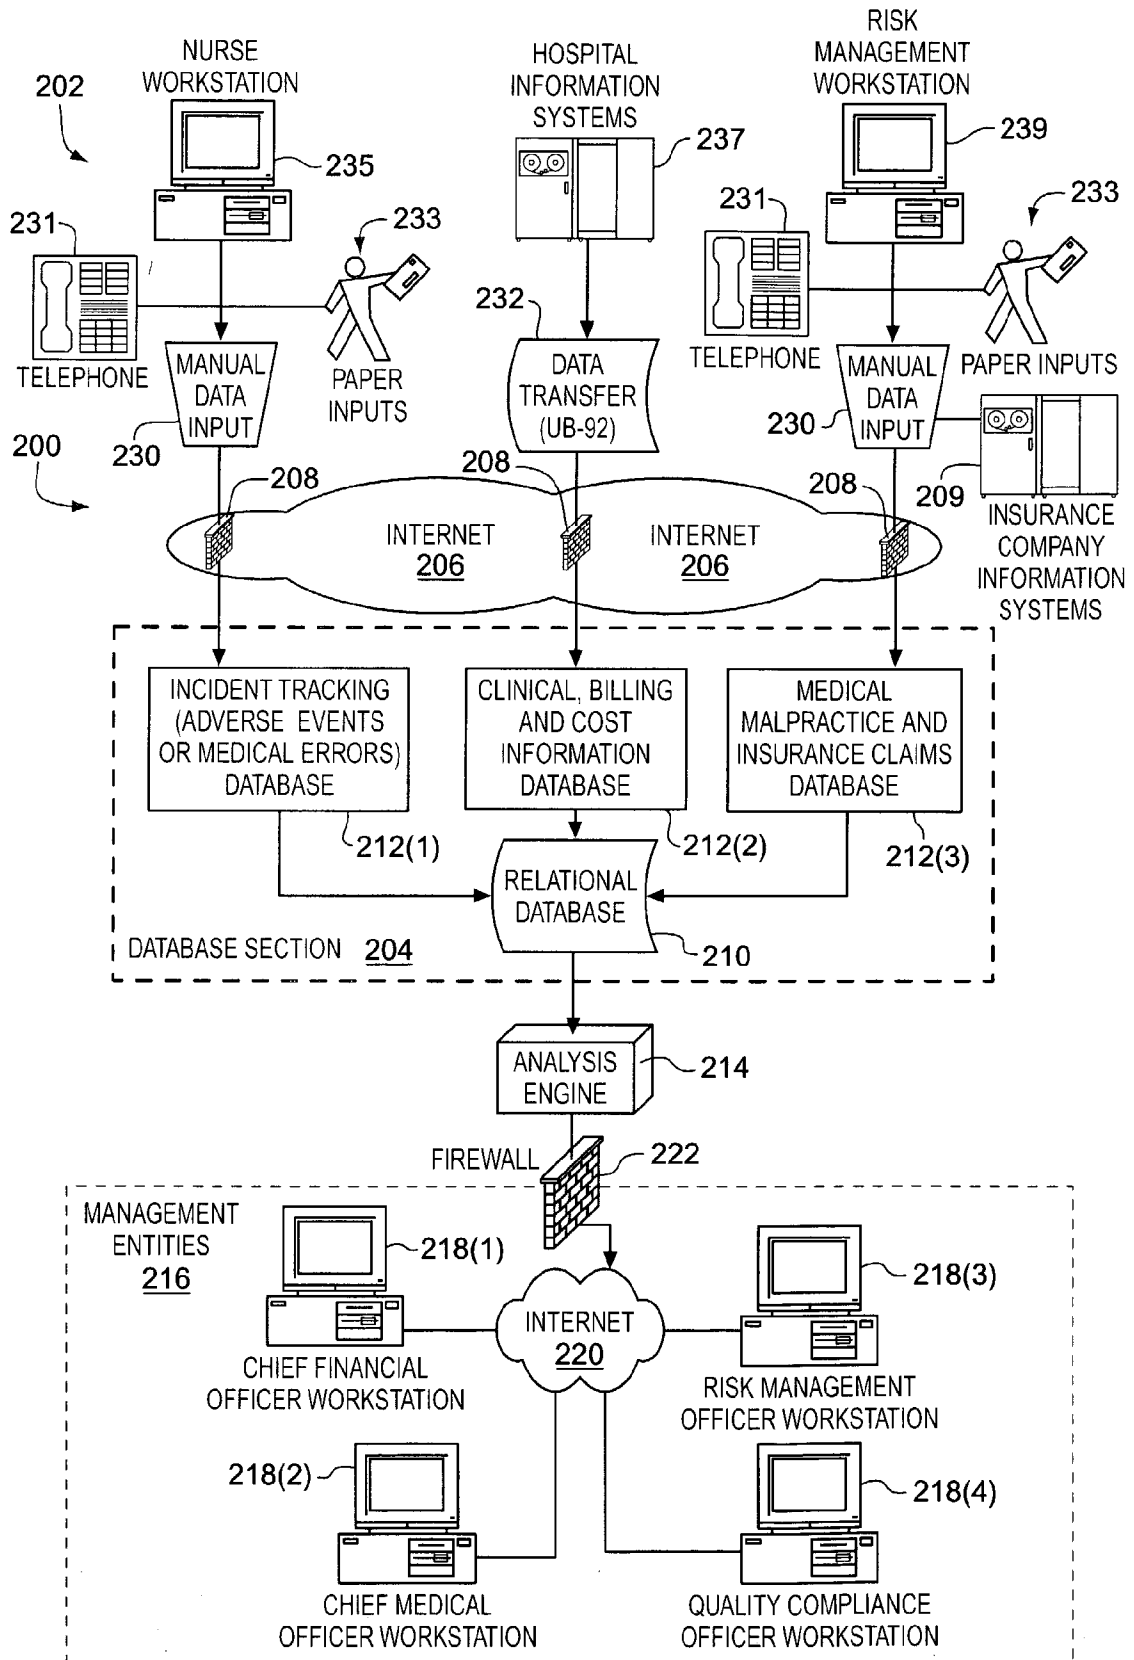 NURSE
WORKSTATION
HOSPITAL
INFORMATION
SYSTEMS
RISK
MANAGEMENT
WORKSTATION
202
235
237
239
231
233
231
233
232
TELEPHONE
MANUAL
DATA
INPUT
PAPER
INPUTS
DATA
TRANSFER
(UB-92)
TELEPHONE
MANUAL
DATA
INPUT
PAPER INPUTS
230
230
200
208
208
208
209
INTERNET
206
INTERNET
206
INSURANCE
COMPANY
INFORMATION
SYSTEMS
INCIDENT TRACKING
(ADVERSE EVENTS
OR MEDICAL ERRORS)
DATABASE
CLINICAL, BILLING
AND COST
INFORMATION
DATABASE
MEDICAL
MALPRACTICE AND
INSURANCE CLAIMS
DATABASE
212(1)
212(2)
212(3)
RELATIONAL
DATABASE
DATABASE SECTION 204
210
ANALYSIS
ENGINE
214
FIREWALL
222
MANAGEMENT
ENTITIES
216
218(1)
218(3)
INTERNET
220
CHIEF FINANCIAL
OFFICER WORKSTATION
RISK MANAGEMENT
OFFICER WORKSTATION
218(2)
218(4)
CHIEF MEDICAL
OFFICER WORKSTATION
QUALITY COMPLIANCE
OFFICER WORKSTATION